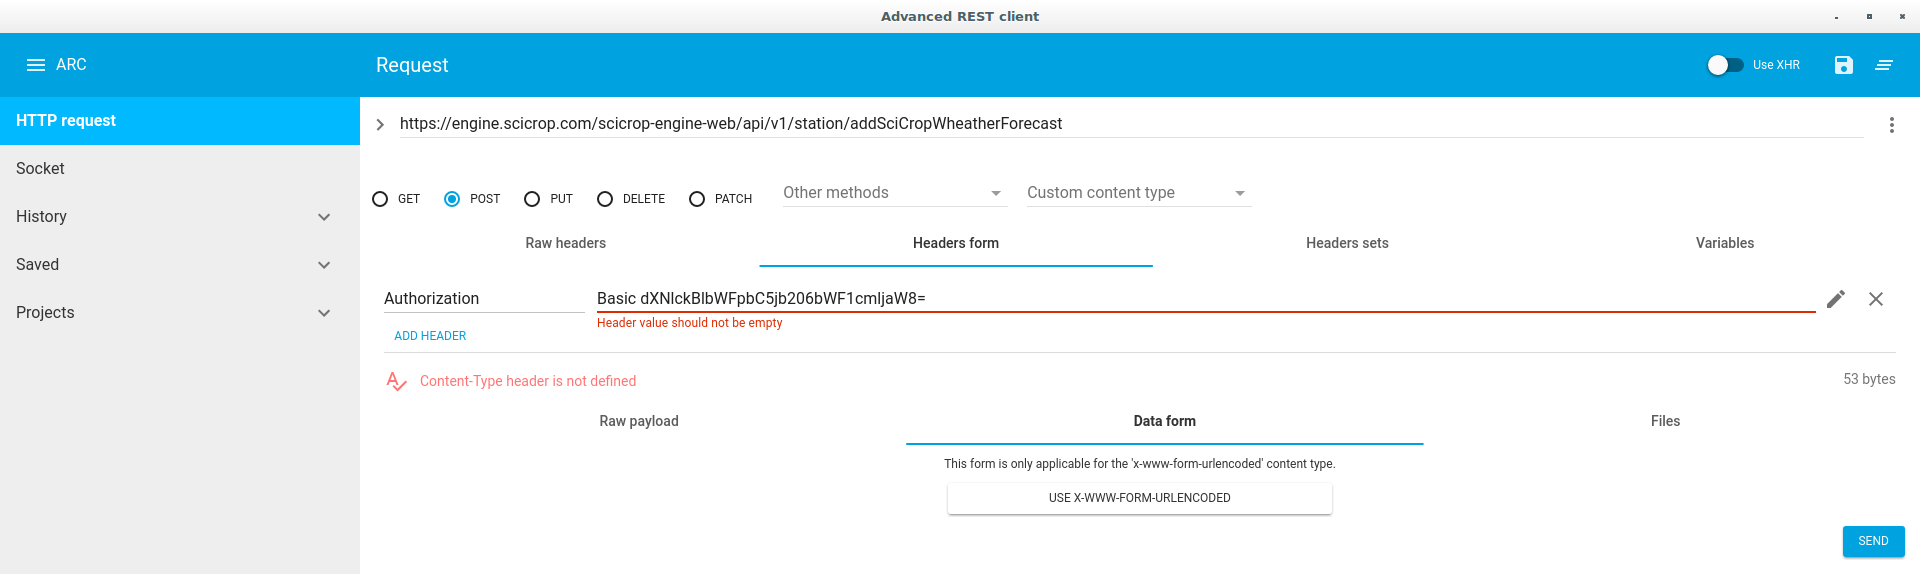 Advanced REST client
ARC
Request
Use XHR
HTTP request
Socket
History
Saved
Projects
https://engine.scicrop.com/scicrop-engine-web/api/v1/station/addSciCropWheatherForecast
GET POST PUT DELETE PATCH Other methods Custom content type
Raw headers Headers form Headers sets Variables
Authorization Basic dXNlckBlbWFpbC5jb206bWF1cmljaW8=
Header value should not be empty
ADD HEADER
Content-Type header is not defined 53 bytes
Raw payload Data form Files
This form is only applicable for the 'x-www-form-urlencoded' content type.
USE X-WWW-FORM-URLENCODED
SEND